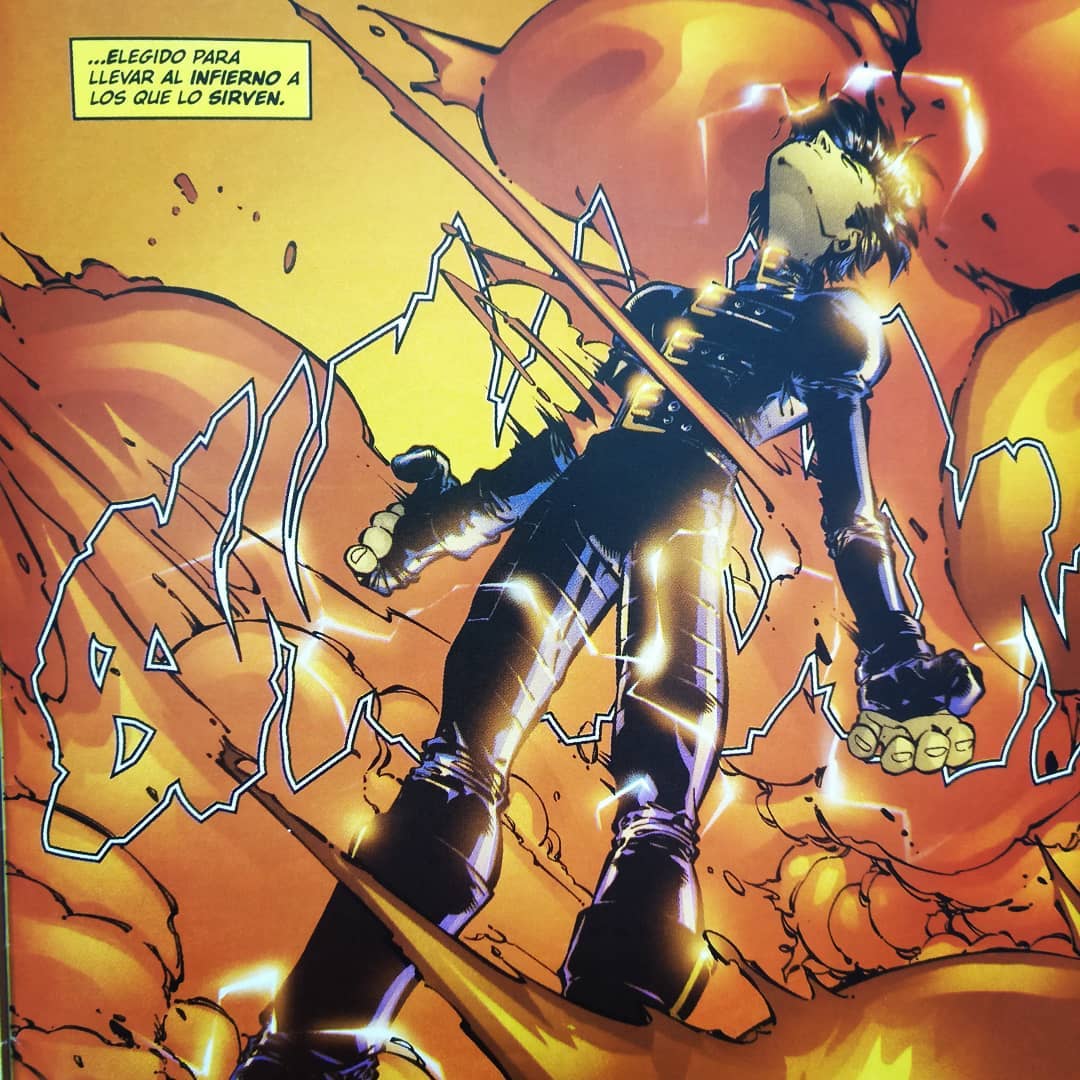 ...ELEGIDO PARA
LLEVAR AL INFIERNO A
LOS QUE LO SIRVEN.